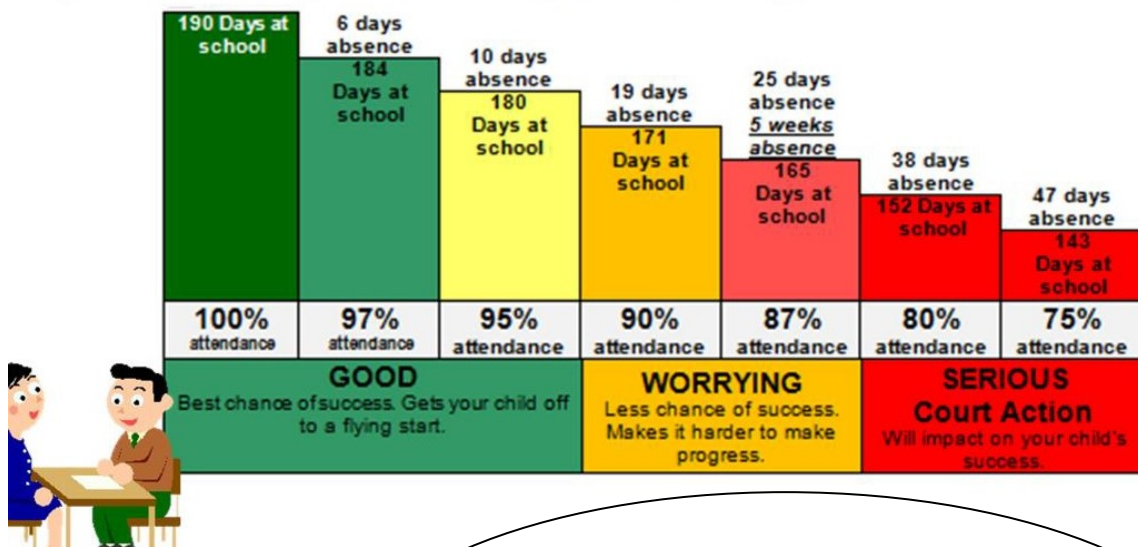 190 Days at
school
6 days
absence
184
Days at
school
10 days
absence
180
Days at
school
19 days
absence
171
Days at
school
25 days
absence
5 weeks
absence
165
Days at
school
38 days
absence
152 Days at
school
47 days
absence
143
Days at
school
100%
attendance
97%
attendance
95%
attendance
90%
attendance
87%
attendance
80%
attendance
75%
attendance
GOOD
Best chance of success. Gets your child off
to a flying start.
WORRYING
Less chance of success.
Makes it harder to make
progress.
SERIOUS
Court Action
Will impact on your child's
success.